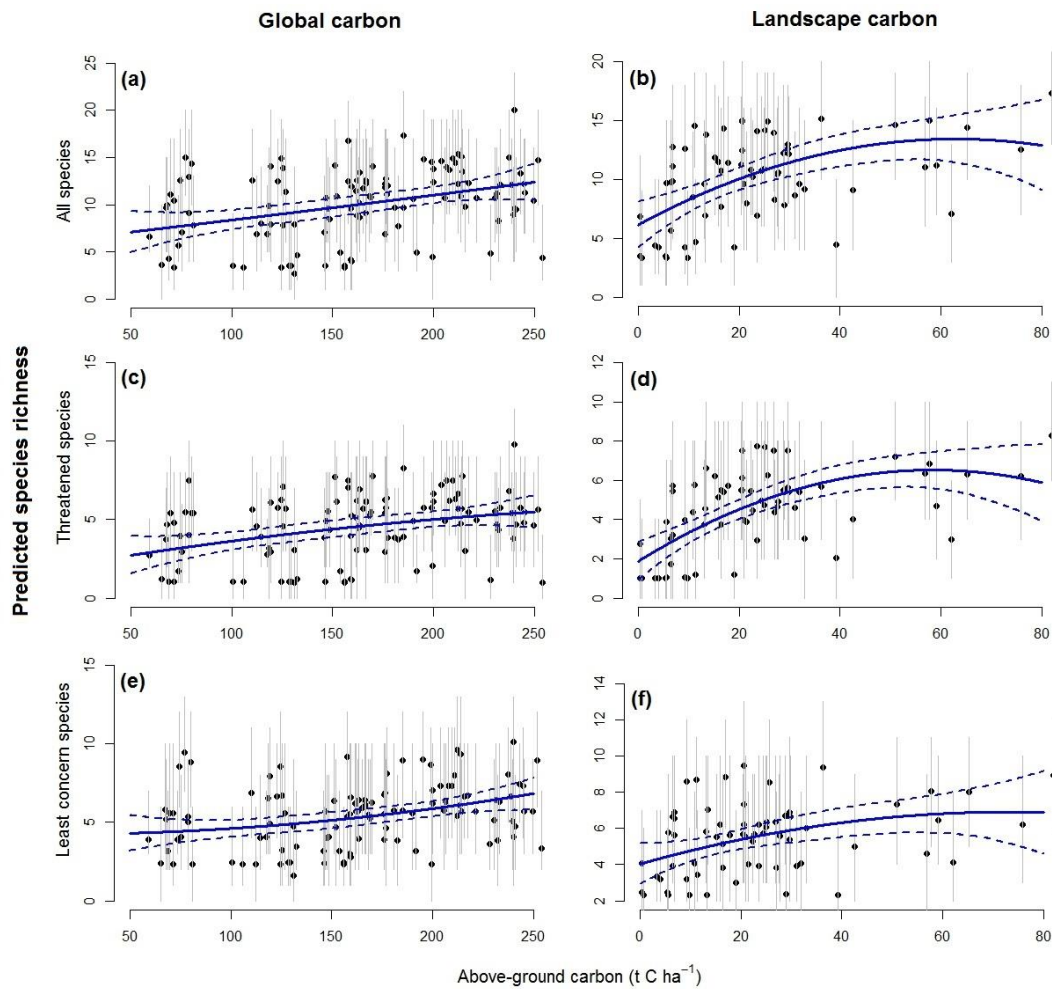 Global carbon
Landscape carbon
Predicted species richness
All species
(a)
25
20
15
10
5
0
50 100 150 200 250
(b)
20
15
10
5
0
0 20 40 60 80
Threatened species
(c)
15
10
5
0
50 100 150 200 250
(d)
12
10
8
6
4
2
0
0 20 40 60 80
Least concern species
(e)
15
10
5
0
50 100 150 200 250
(f)
14
12
10
8
6
4
2
0 20 40 60 80
Above-ground carbon (t C ha⁻¹)